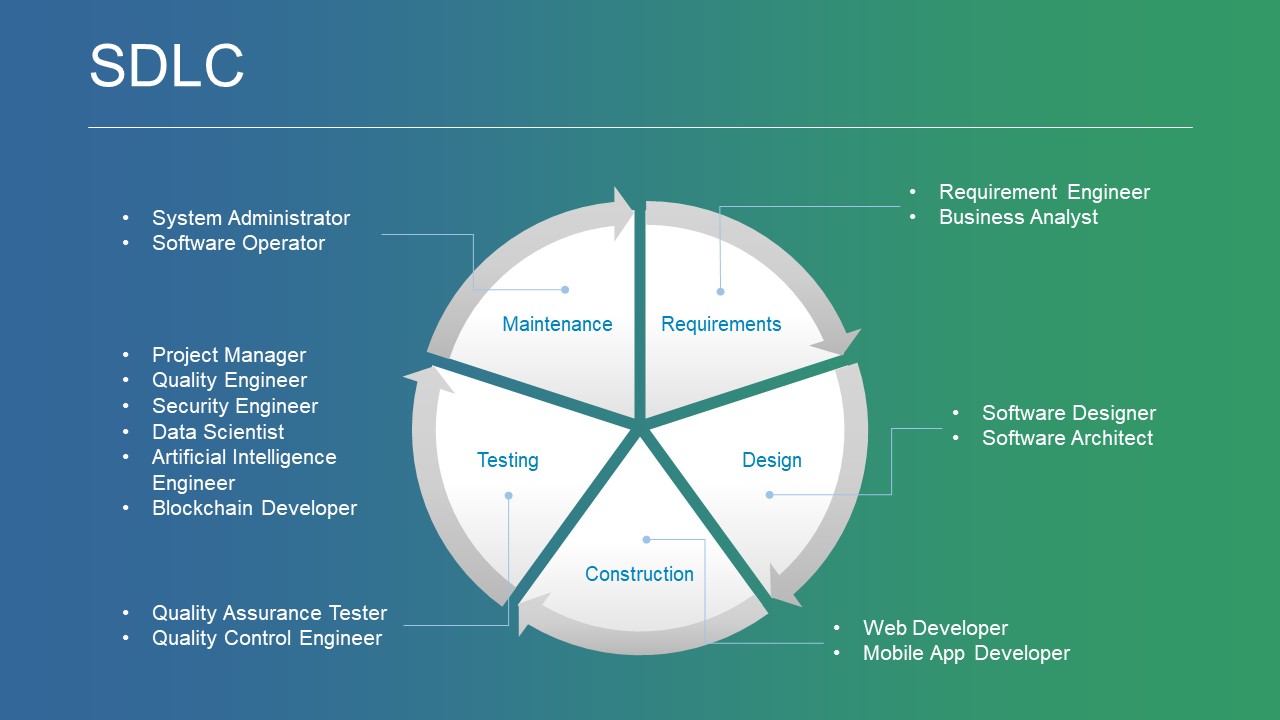 SDLC
• System Administrator
• Software Operator
• Requirement Engineer
• Business Analyst
Maintenance
Requirements
• Project Manager
• Quality Engineer
• Security Engineer
• Data Scientist
• Artificial Intelligence
Engineer
• Blockchain Developer
Testing
Design
• Software Designer
• Software Architect
Construction
• Quality Assurance Tester
• Quality Control Engineer
• Web Developer
• Mobile App Developer